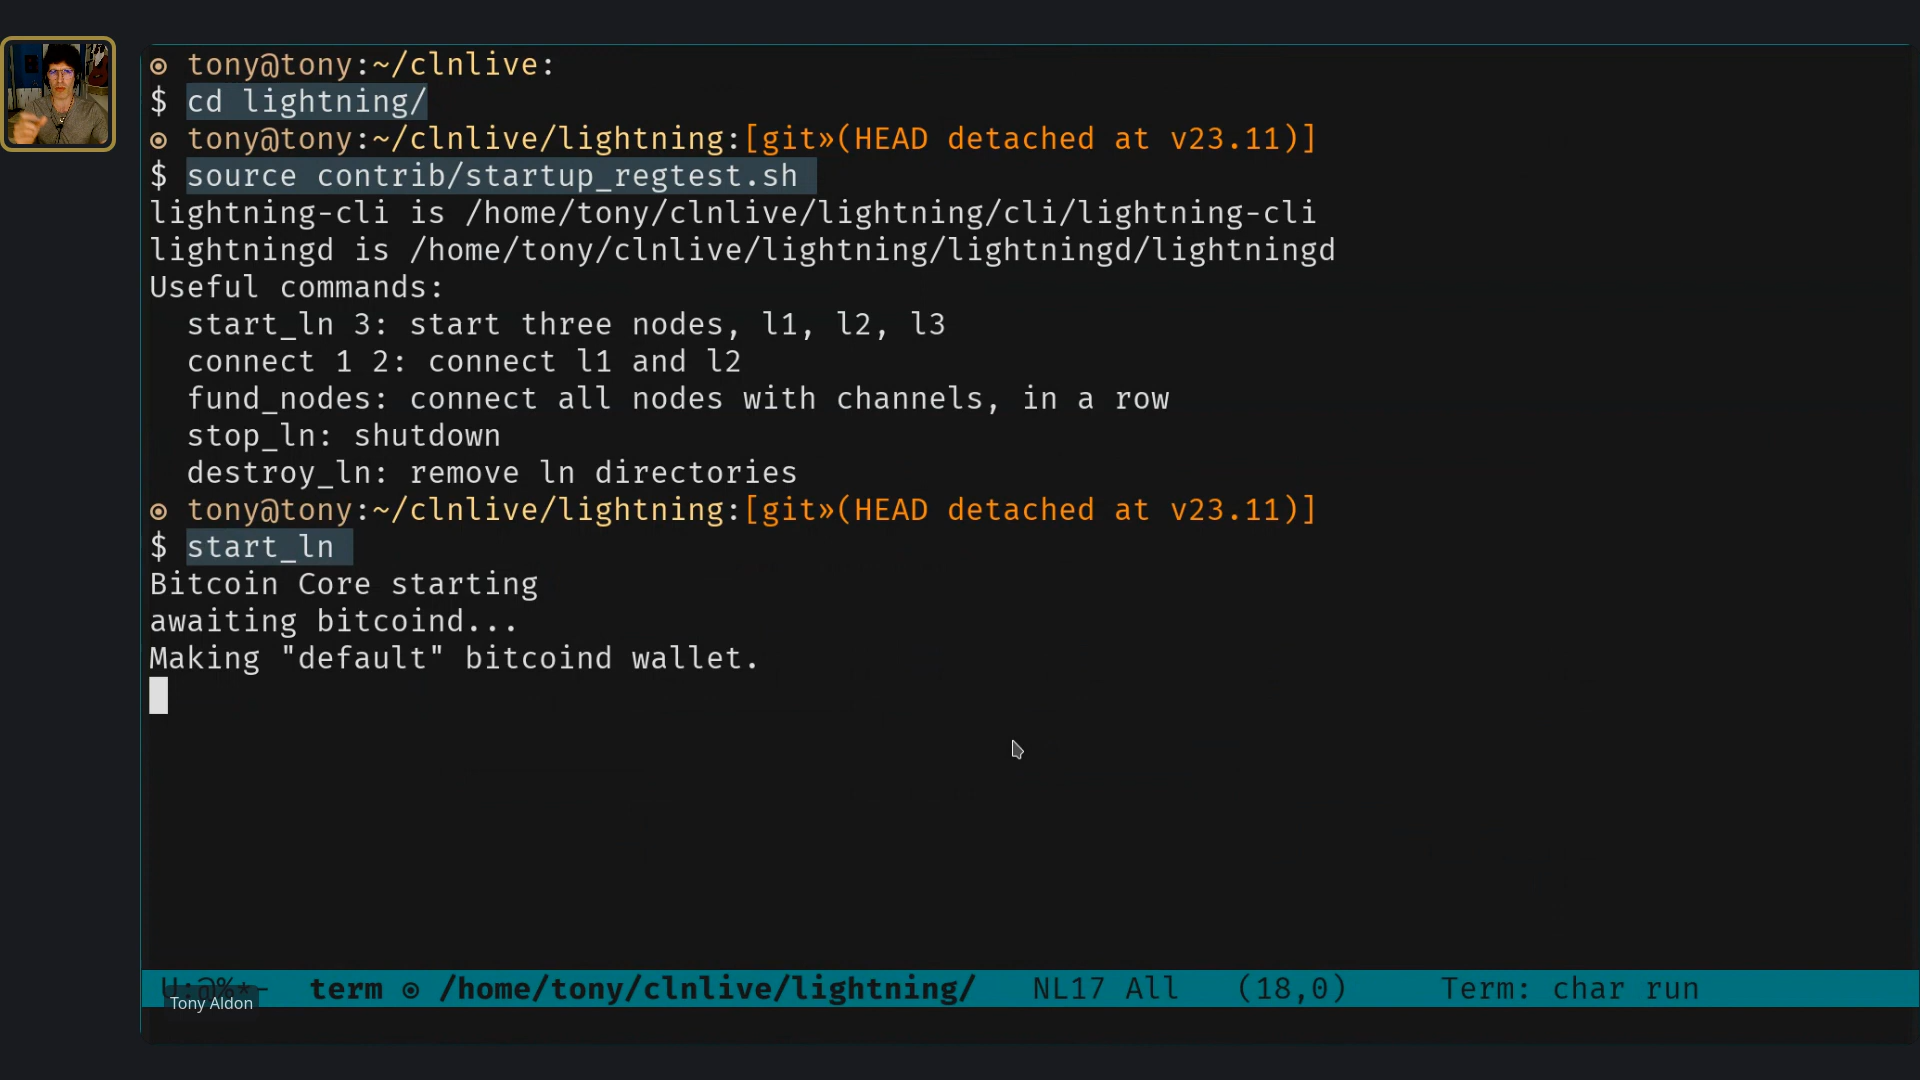 ⊙ tony@tony:~/clnlive:
$ cd lightning/
⊙ tony@tony:~/clnlive/lightning:[git»(HEAD detached at v23.11)]
$ source contrib/startup_regtest.sh
lightning-cli is /home/tony/clnlive/lightning/cli/lightning-cli
lightningd is /home/tony/clnlive/lightning/lightningd/lightningd
Useful commands:
  start_ln 3: start three nodes, l1, l2, l3
  connect 1 2: connect l1 and l2
  fund_nodes: connect all nodes with channels, in a row
  stop_ln: shutdown
  destroy_ln: remove ln directories
⊙ tony@tony:~/clnlive/lightning:[git»(HEAD detached at v23.11)]
$ start_ln
Bitcoin Core starting
awaiting bitcoind...
Making "default" bitcoind wallet.
U:@%*- term ⊙ /home/tony/clnlive/lightning/ NL17 All (18,0) Term: char run
Tony Aldon